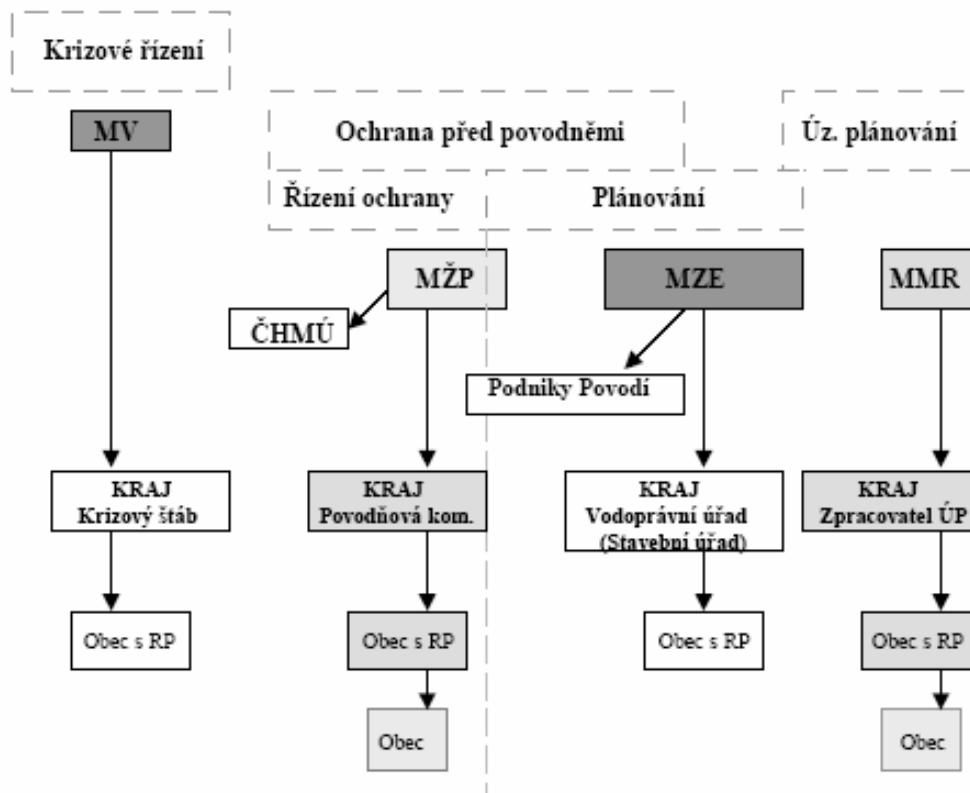 Krizové řízení
MV
Ochrana před povodněmi
Úz. plánování
Řízení ochrany
Plánování
MŽP
MZE
MMR
ČHMÚ
Podniky Povodí
KRAJ
Krizový štáb
KRAJ
Povodňová kom.
KRAJ
Vodoprávní úřad
(Stavební úřad)
KRAJ
Zpracovatel ÚP
Obec s RP
Obec s RP
Obec s RP
Obec s RP
Obec
Obec